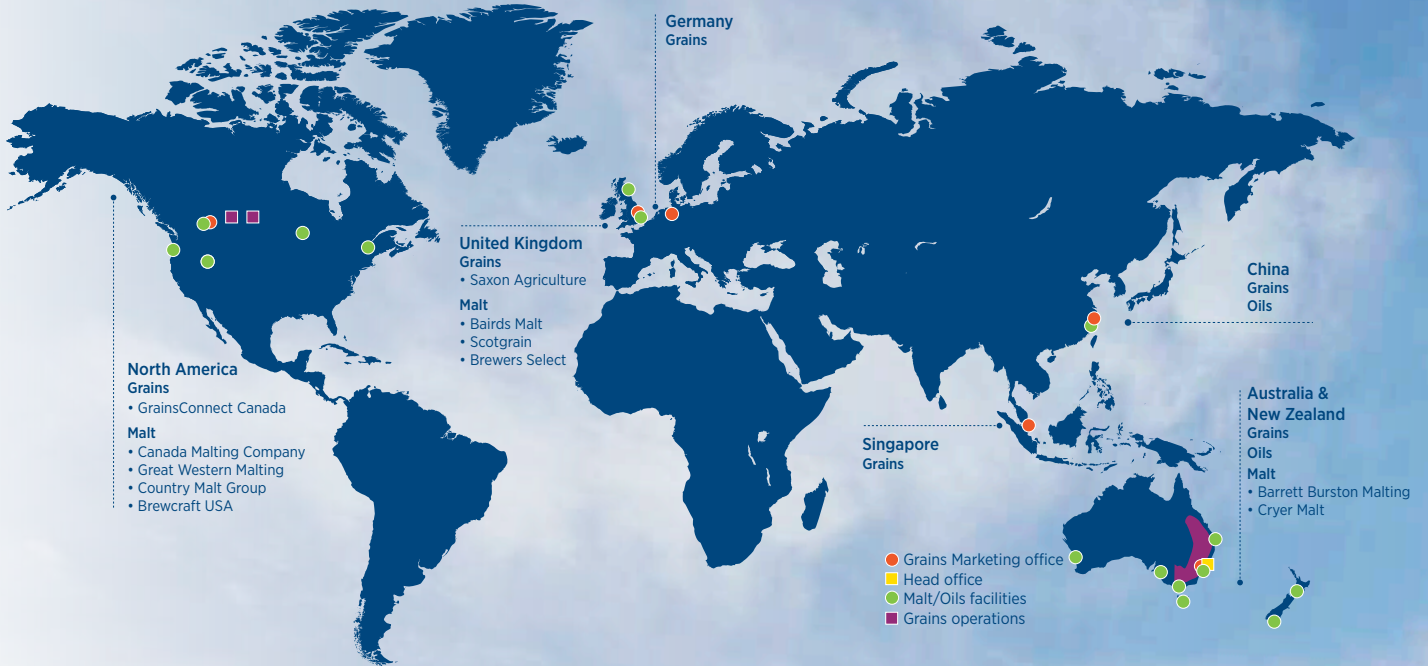 Germany
Grains
United Kingdom
Grains
• Saxon Agriculture
Malt
• Bairds Malt
• Scotgrain
• Brewers Select
China
Grains
Oils
North America
Grains
• GrainsConnect Canada
Malt
• Canada Malting Company
• Great Western Malting
• Country Malt Group
• Brewcraft USA
Singapore
Grains
Australia &
New Zealand
Grains
Oils
Malt
• Barrett Burston Malting
• Cryer Malt
Grains Marketing office
Head office
Malt/Oils facilities
Grains operations